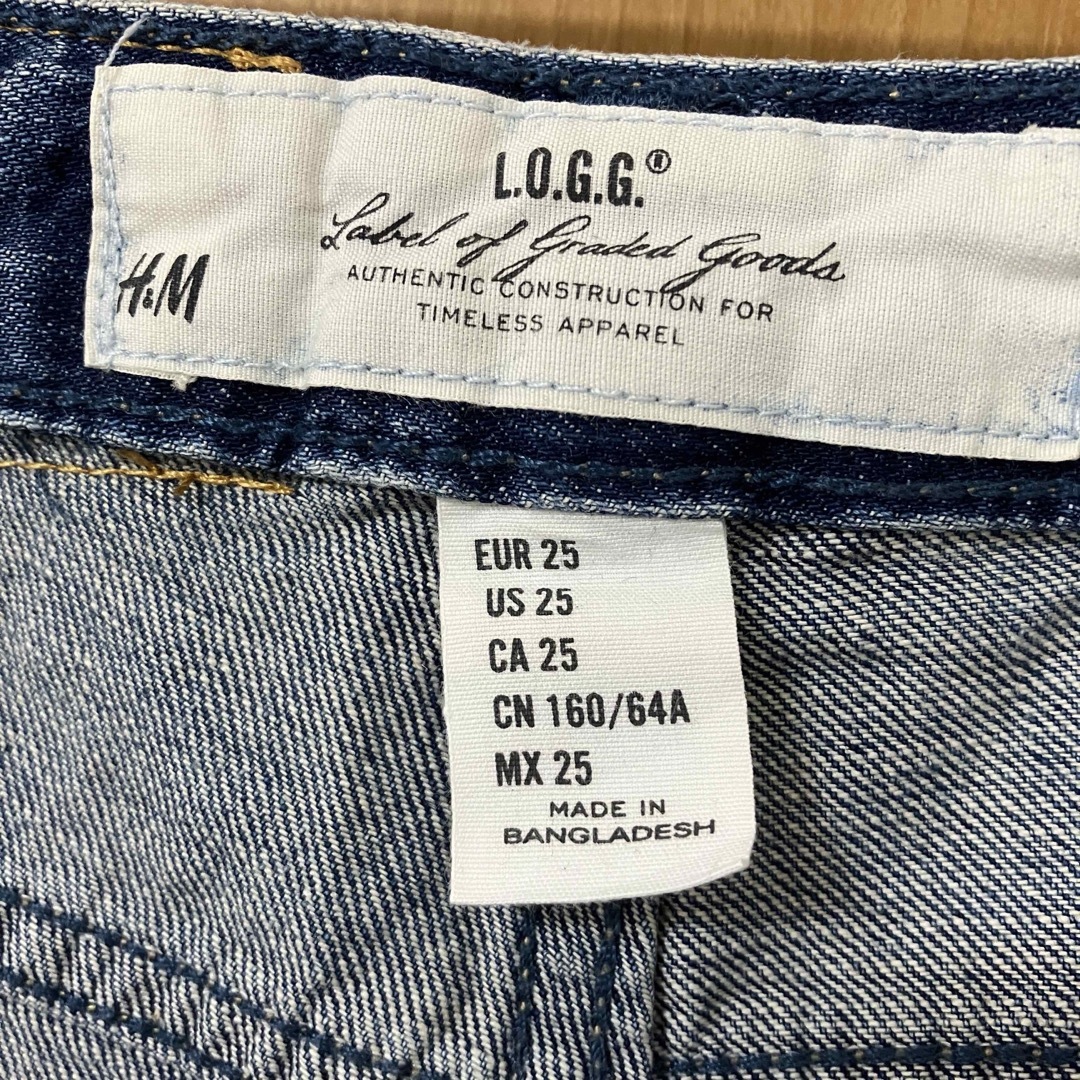 L.O.G.G.®
Label of Graded Goods
AUTHENTIC CONSTRUCTION FOR
TIMELESS APPAREL
H&M
EUR 25
US 25
CA 25
CN 160/64A
MX 25
MADE IN
BANGLADESH